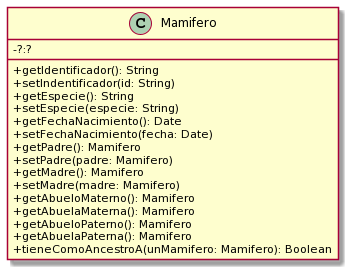 C Mamifero
-?:?
+getIdentificador(): String
+setIndentificador(id: String)
+getEspecie(): String
+setEspecie(especie: String)
+getFechaNacimiento(): Date
+setFechaNacimiento(fecha: Date)
+getPadre(): Mamifero
+setPadre(padre: Mamifero)
+getMadre(): Mamifero
+setMadre(madre: Mamifero)
+getAbueloMaterno(): Mamifero
+getAbuelaMaterna(): Mamifero
+getAbueloPaterno(): Mamifero
+getAbuelaPaterna(): Mamifero
+tieneComoAncestroA(unMamifero: Mamifero): Boolean